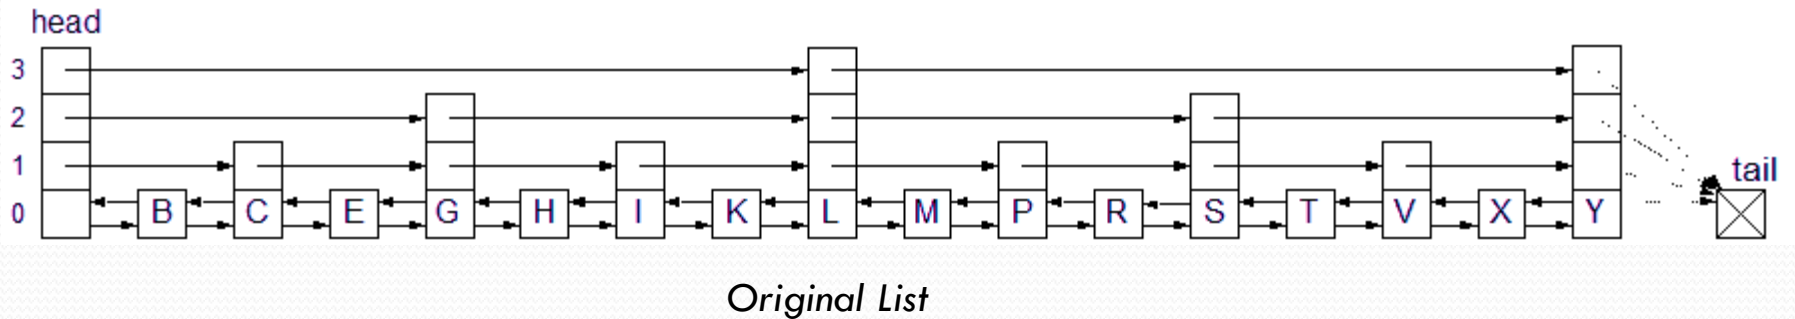 head
3
2
1
tail
0 B C E G H I K L M P R S T V X Y
Original List